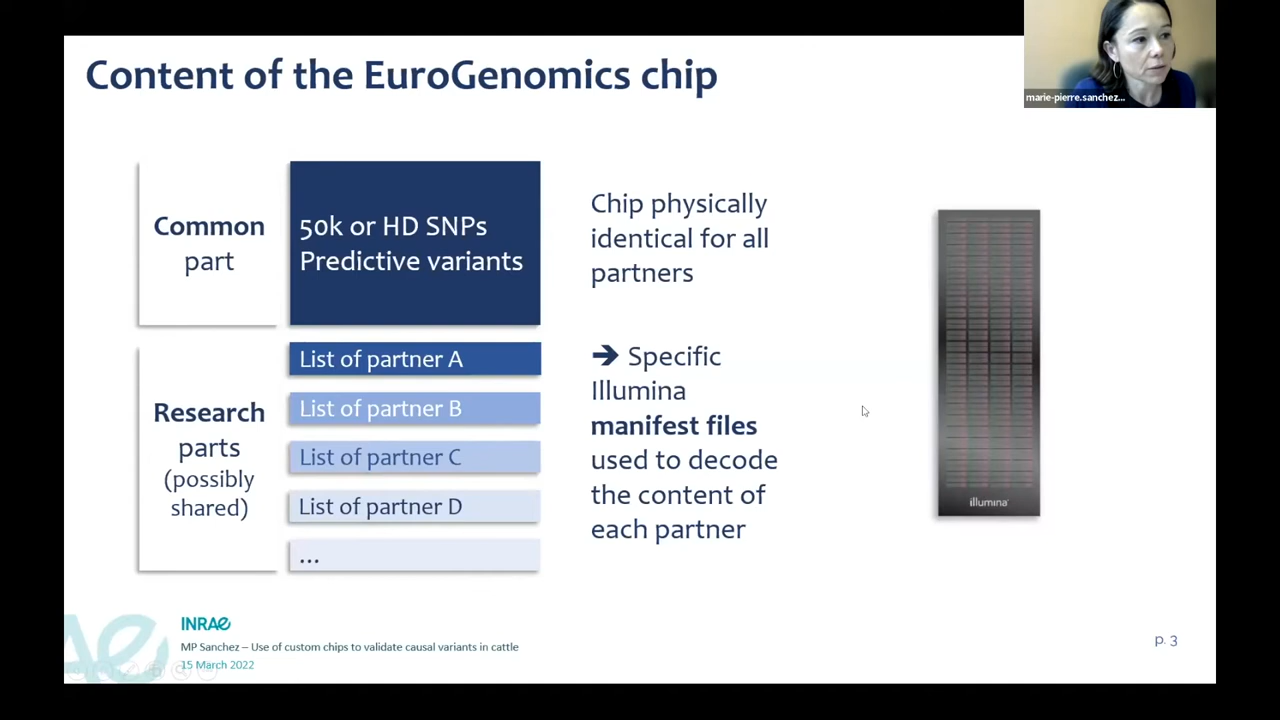 Content of the EuroGenomics chip
marie-pierre.sanchez...
Common
part
50k or HD SNPs
Predictive variants
Chip physically
identical for all
partners
Research
parts
(possibly
shared)
List of partner A
List of partner B
List of partner C
List of partner D
...
➔ Specific
Illumina
manifest files
used to decode
the content of
each partner
illumina
INRAE
MP Sanchez – Use of custom chips to validate causal variants in cattle
15 March 2022
p. 3